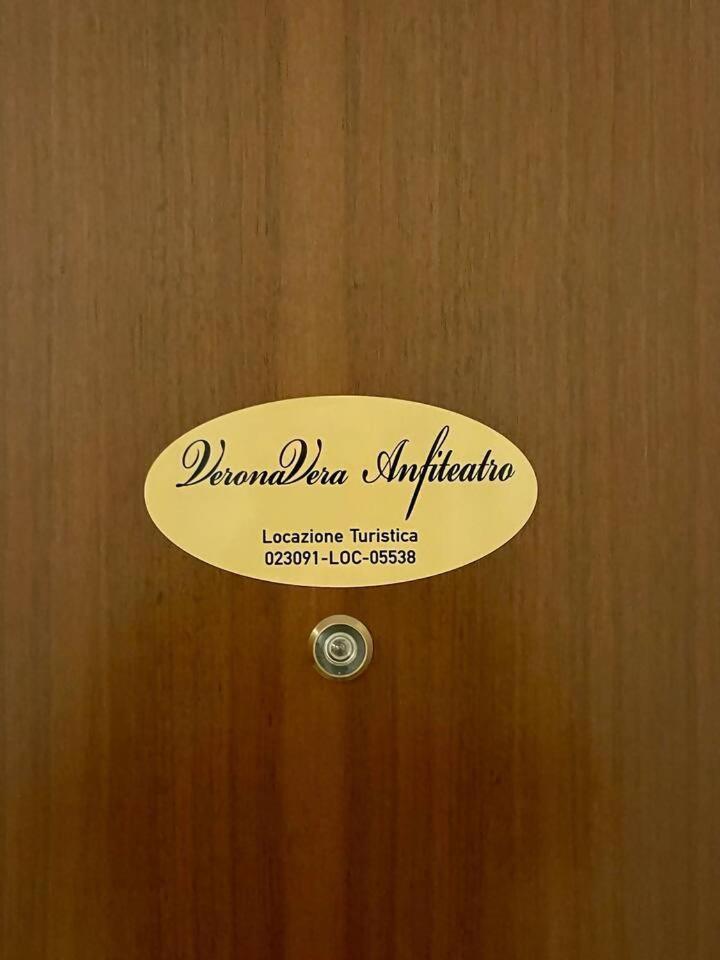 VeronaVera Anfiteatro
Locazione Turistica
023091-LOC-05538